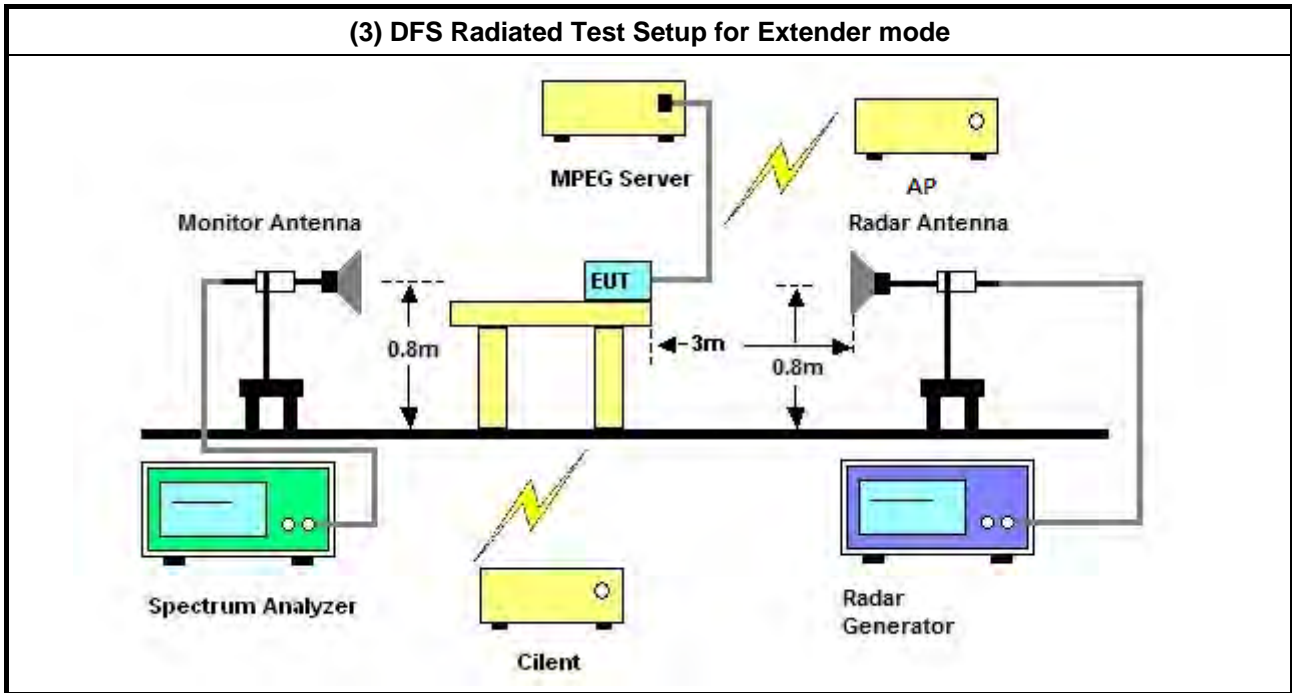 (3) DFS Radiated Test Setup for Extender mode
MPEG Server
AP
Monitor Antenna
Radar Antenna
EUT
0.8m
3m
0.8m
Spectrum Analyzer
Radar
Generator
Cilent